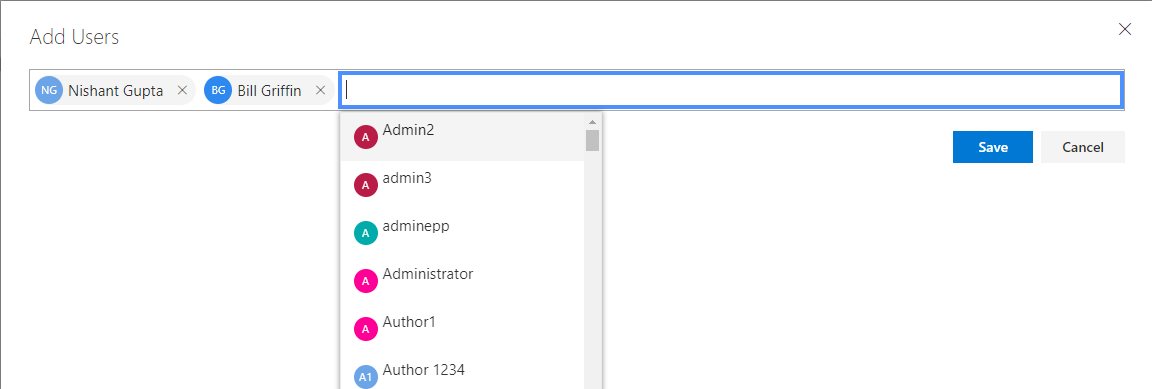 Add Users
NG Nishant Gupta BG Bill Griffin
A Admin2
Save Cancel
A admin3
A adminepp
A Administrator
A Author1
A1 Author 1234